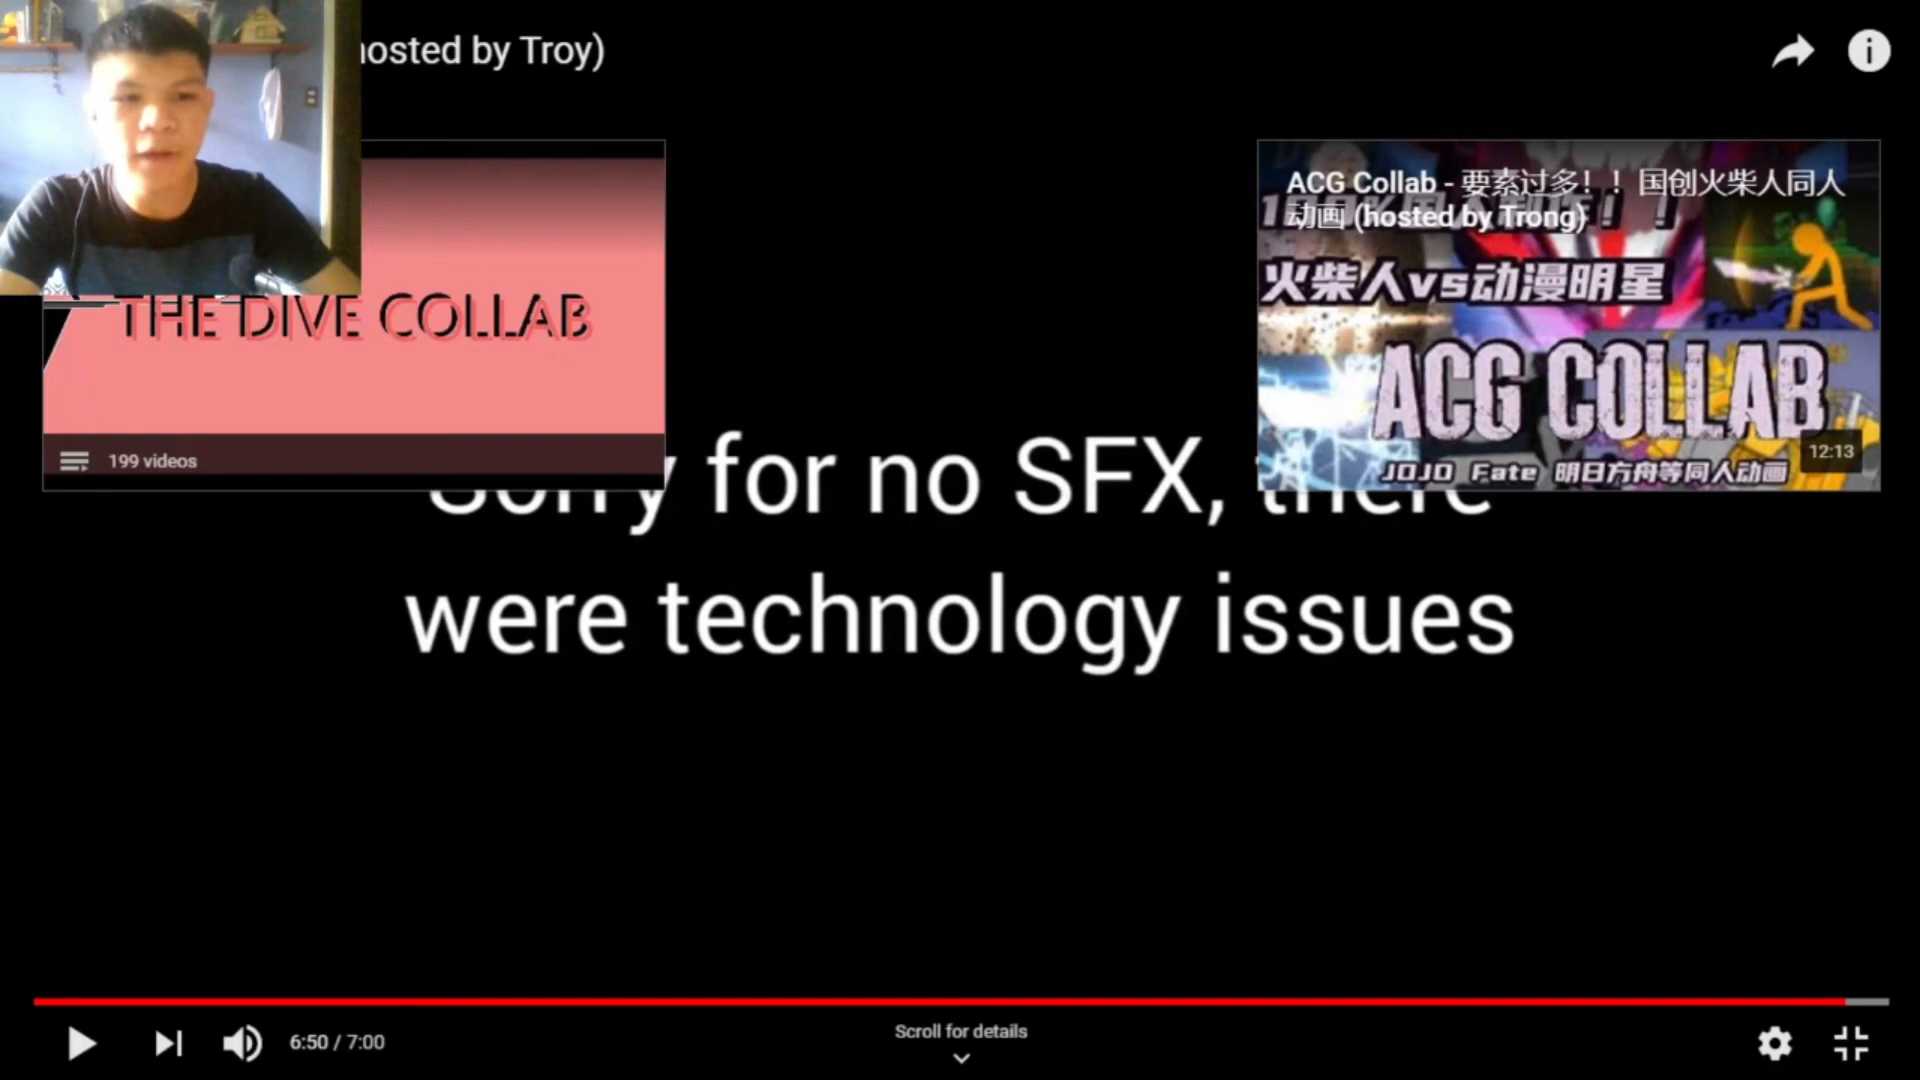 hosted by Troy)
ACG Collab - 要素过多！！国创火柴人同人
动画 (hosted by Trong)
火柴人vs动漫明星
THE DIVE COLLAB
ACG COLLAB
12:13
199 videos
JOJO Fate 明日方舟等同人动画
Sorry for no SFX, there
were technology issues
6:50 / 7:00
Scroll for details